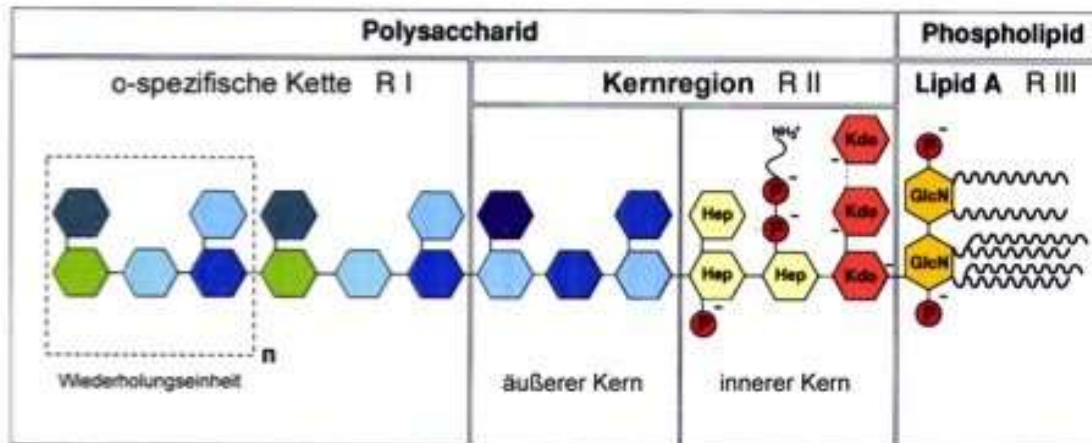 Polysaccharid
Phospholipid
o-spezifische Kette R I
Kernregion R II
Lipid A R III
NH₃⁺
Kdo
P
P
GlcN
Hep
P
Kdo
Hep
Hep
Kdo
GlcN
P
P
n
Wiederholungseinheit
äußerer Kern
innerer Kern